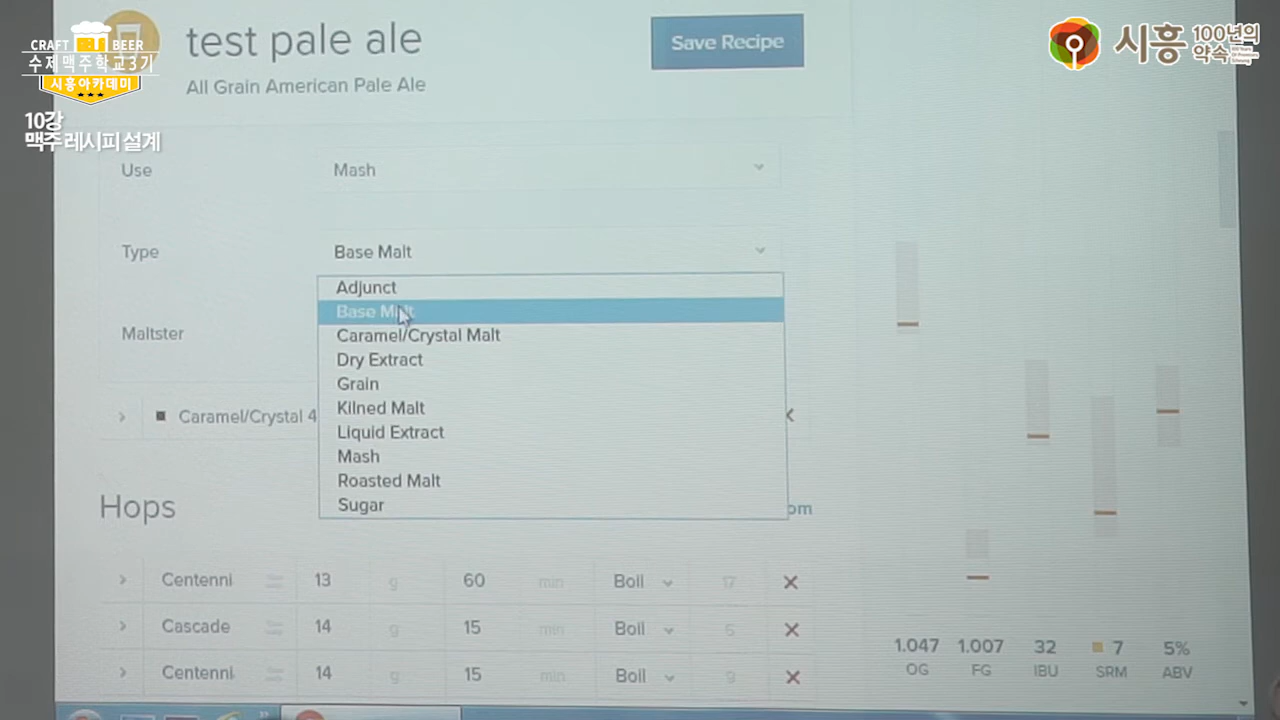 CRAFT BEER
수제맥주학교3기
시흥아카데미
10강
맥주 레시피 설계
시흥 100년의 약속
test pale ale
Save Recipe
All Grain American Pale Ale
Use Mash
Type Base Malt
Adjunct
Base Malt
Caramel/Crystal Malt
Dry Extract
Grain
Kilned Malt
Liquid Extract
Mash
Roasted Malt
Sugar
Maltster
Caramel/Crystal 4
Hops
om
Centenni 13 g 60 min Boil 17
Cascade 14 g 15 min Boil 6
Centenni 14 g 15 min Boil 9
1.047 1.007 32 7 5%
OG FG IBU SRM ABV